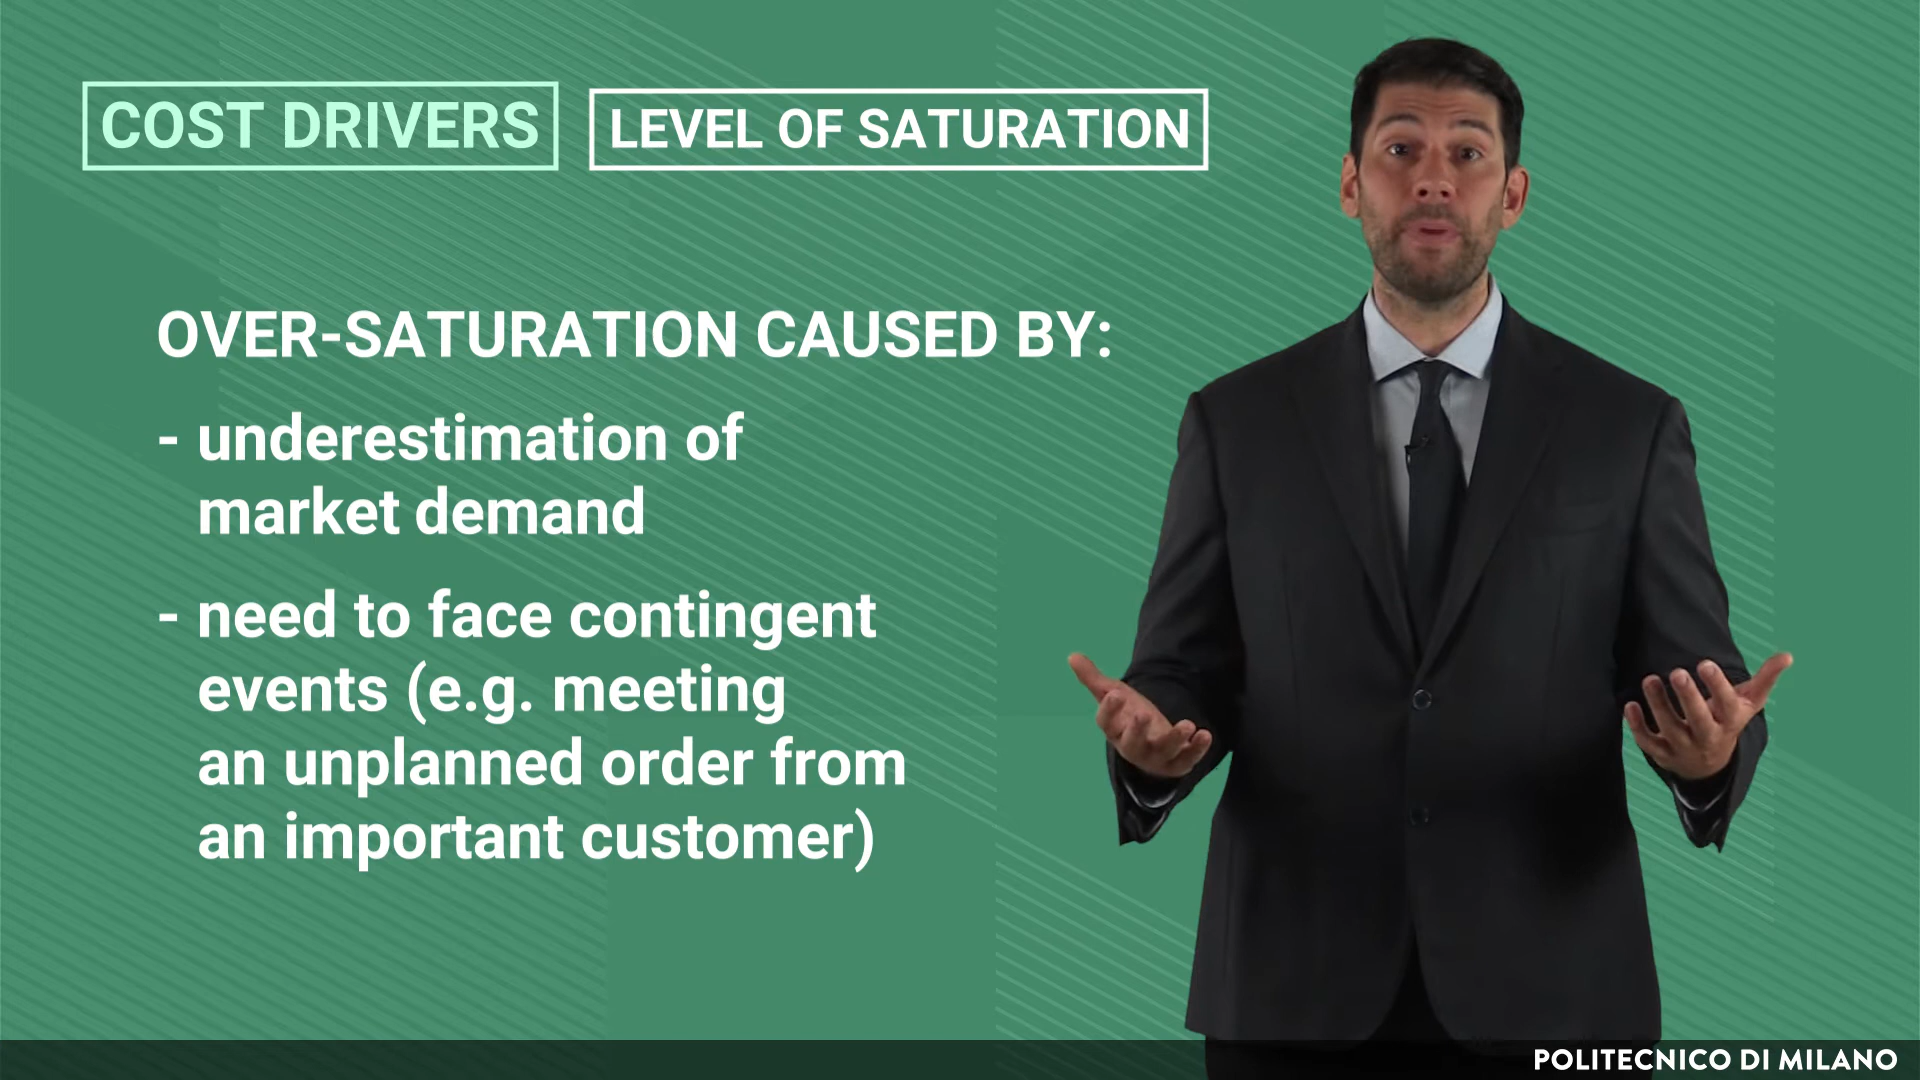 COST DRIVERS
LEVEL OF SATURATION
OVER-SATURATION CAUSED BY:
- underestimation of
market demand
- need to face contingent
events (e.g. meeting
an unplanned order from
an important customer)
POLITECNICO DI MILANO